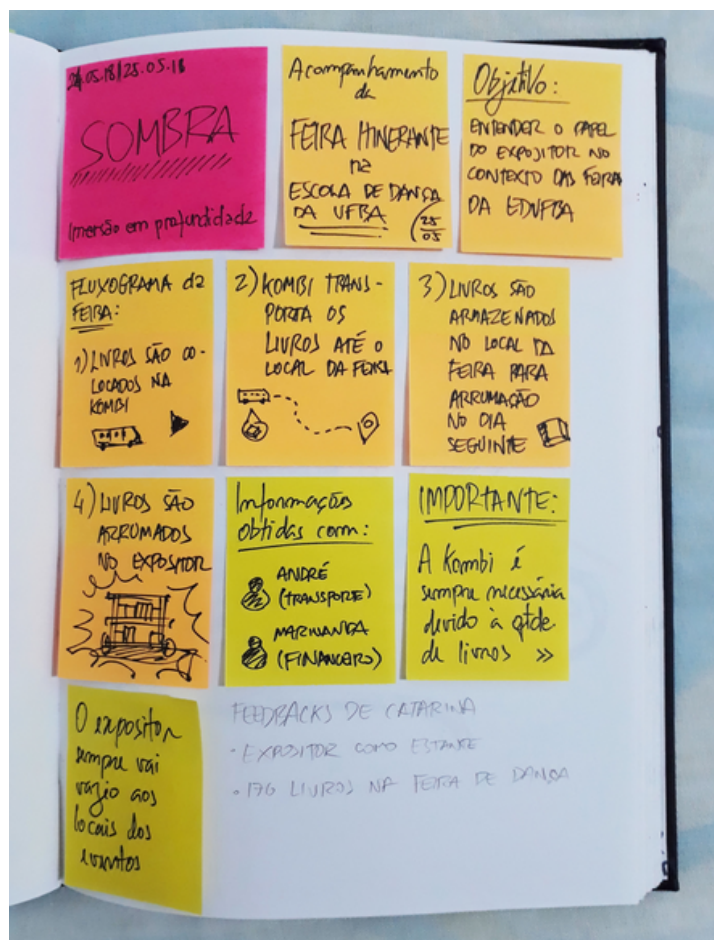 24.05.18/25.05.18
SOMBRA
Imersão em profundidade
Acompanhamento
da
FEIRA ITINERANTE
na
ESCOLA DE DANÇA
DA UFBA
25
05
Objetivo:
ENTENDER O PAPEL
DO EXPOSITOR NO
CONTEXTO DAS FEIRAS
DA EDUFBA
FLUXOGRAMA da
FEIRA:
1) LIVROS SÃO CO-
LOCADOS NA
KOMBI
2) KOMBI TRANS-
PORTA OS
LIVROS ATÉ O
LOCAL DA FEIRA
3) LIVROS SÃO
ARMAZENADOS
NO LOCAL DA
FEIRA PARA
ARRUMAÇÃO
NO DIA
SEGUINTE
4) LIVROS SÃO
ARRUMADOS
NO EXPOSITOR
Informações
obtidas com:
ANDRÉ
(TRANSPORTE)
MARIVANDA
(FINANCEIRO)
IMPORTANTE:
A Kombi é
sempre necessária
devido à qtde
de livros »
O expositor
sempre vai
vazio aos
locais dos
eventos
FEEDBACKS DE CATARINA
· EXPOSITOR COMO ESTANTE
· 176 LIVROS NA FEIRA DE DANÇA